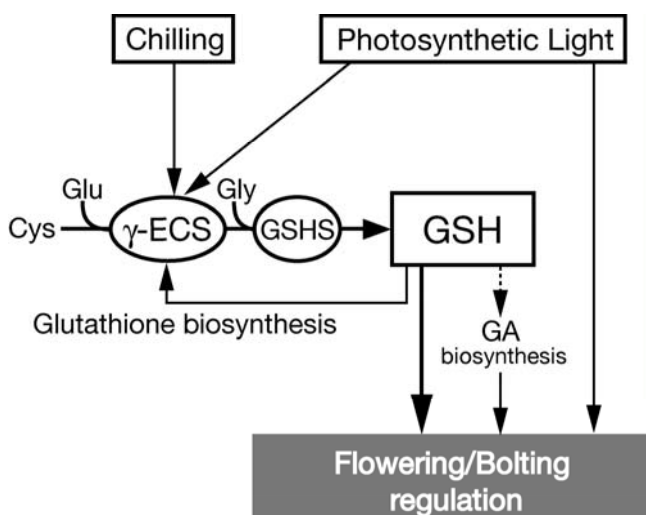 Chilling
Photosynthetic Light
Glu
Gly
Cys
γ-ECS
GSHS
GSH
Glutathione biosynthesis
GA
biosynthesis
Flowering/Bolting
regulation